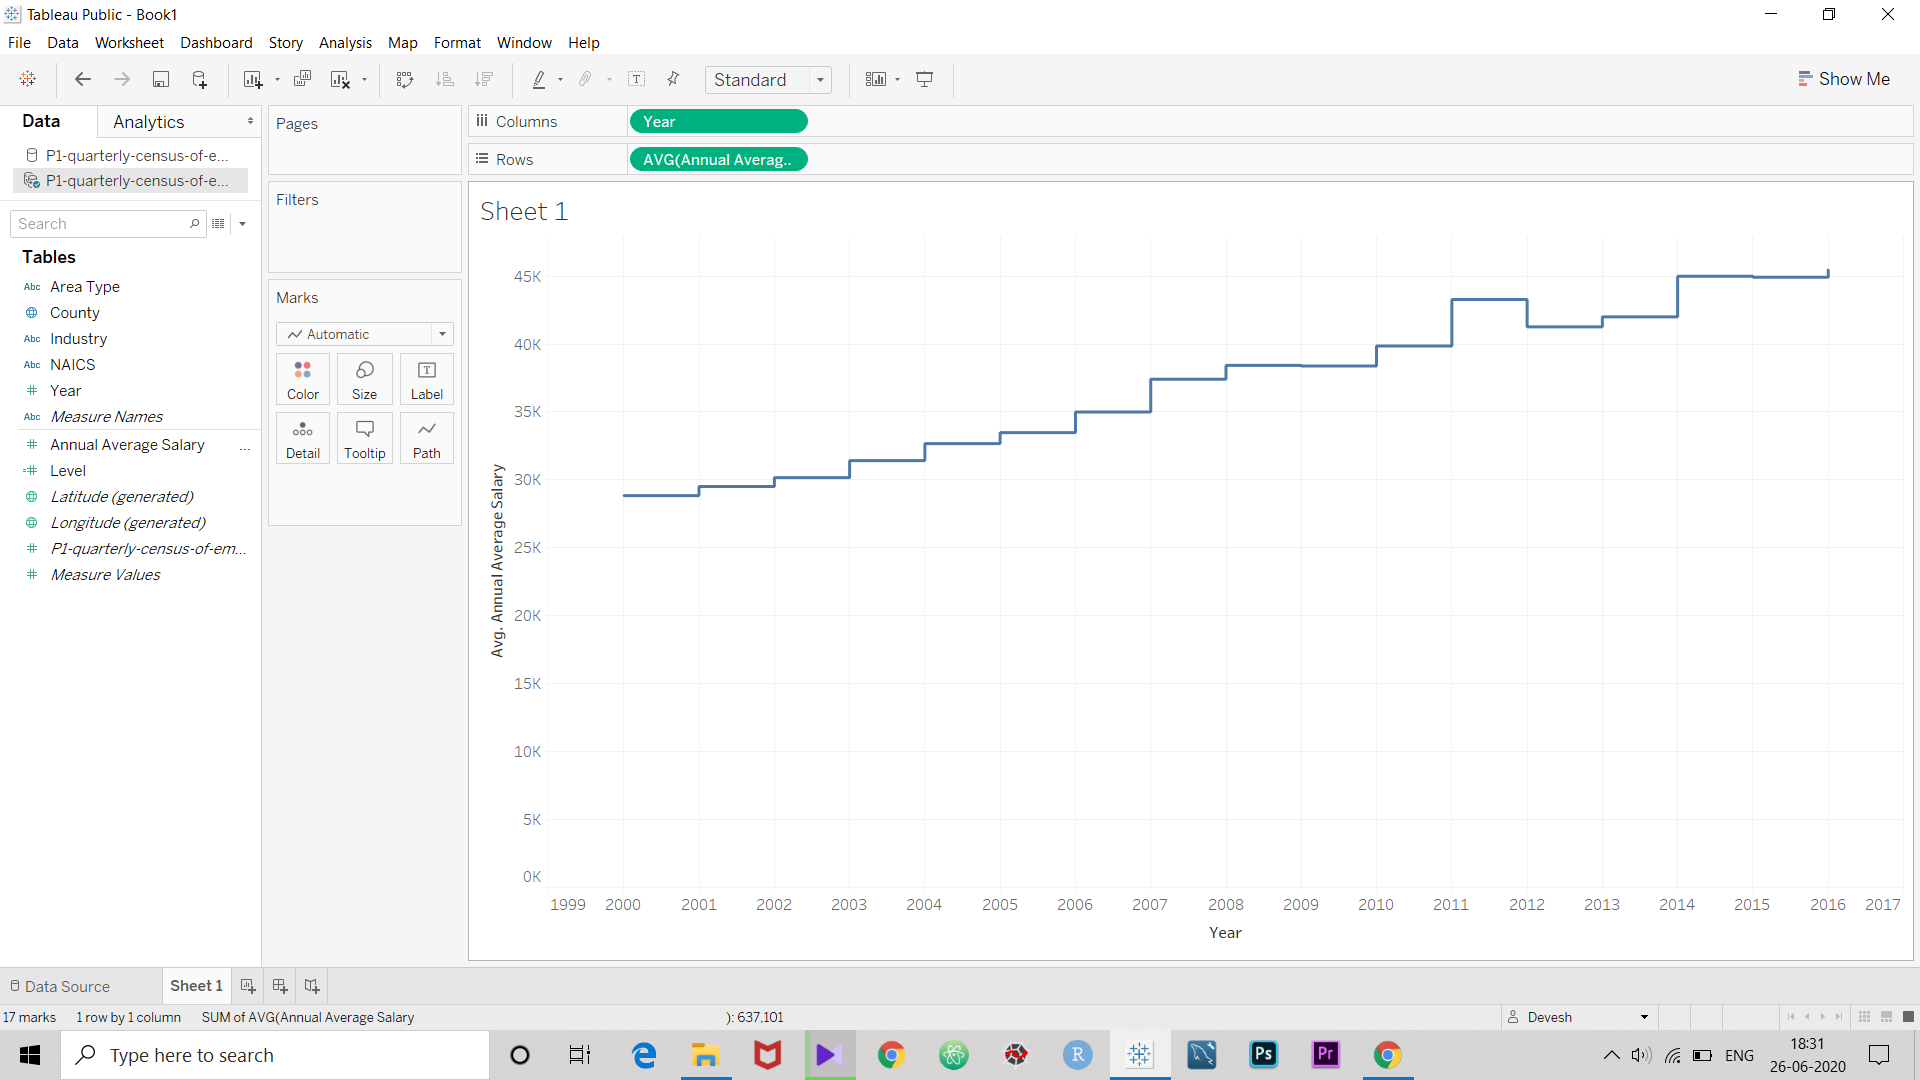 Tableau Public - Book1
File Data Worksheet Dashboard Story Analysis Map Format Window Help
Standard
Show Me
Data Analytics
P1-quarterly-census-of-e...
P1-quarterly-census-of-e...
Search
Tables
Abc Area Type
County
Abc Industry
Abc NAICS
# Year
Abc Measure Names
# Annual Average Salary ...
=# Level
Latitude (generated)
Longitude (generated)
# P1-quarterly-census-of-em...
# Measure Values
Pages
Filters
Marks
Automatic
Color Size Label
Detail Tooltip Path
Columns Year
Rows AVG(Annual Averag..
Sheet 1
Avg. Annual Average Salary
45K
40K
35K
30K
25K
20K
15K
10K
5K
0K
1999 2000 2001 2002 2003 2004 2005 2006 2007 2008 2009 2010 2011 2012 2013 2014 2015 2016 2017
Year
Data Source Sheet 1
17 marks 1 row by 1 column SUM of AVG(Annual Average Salary ): 637,101
Devesh
Type here to search
R
Ps
Pr
ENG
18:31
26-06-2020